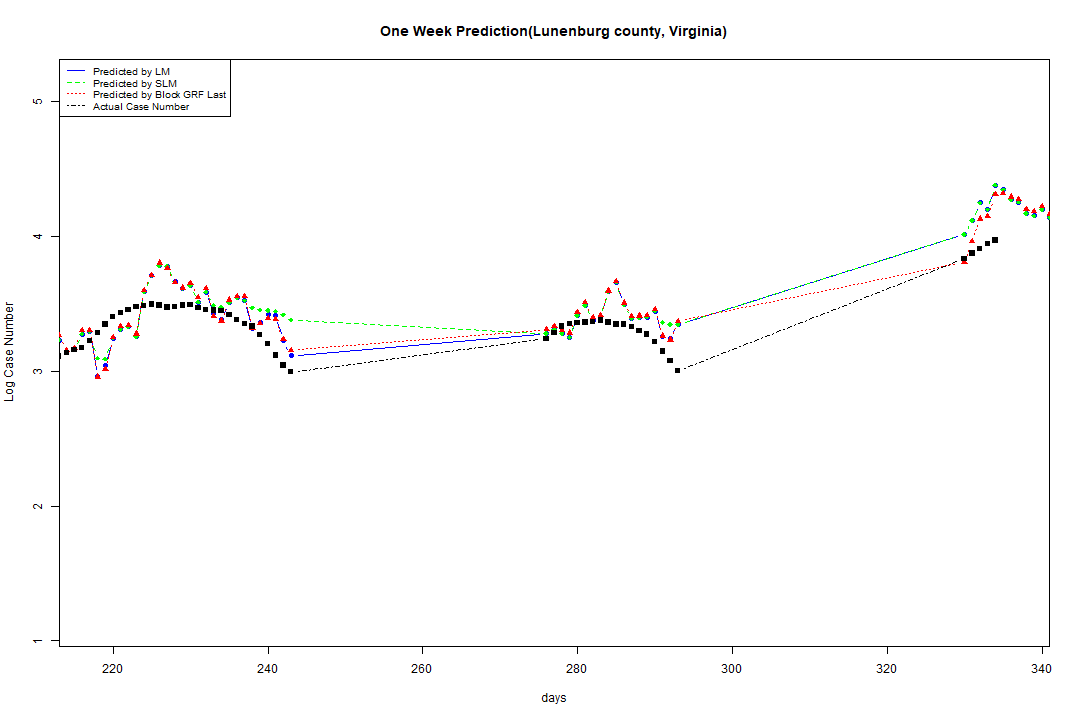 One Week Prediction(Lunenburg county, Virginia)
Predicted by LM
Predicted by SLM
Predicted by Block GRF Last
Actual Case Number
Log Case Number
5
4
3
2
1
220 240 260 280 300 320 340
days